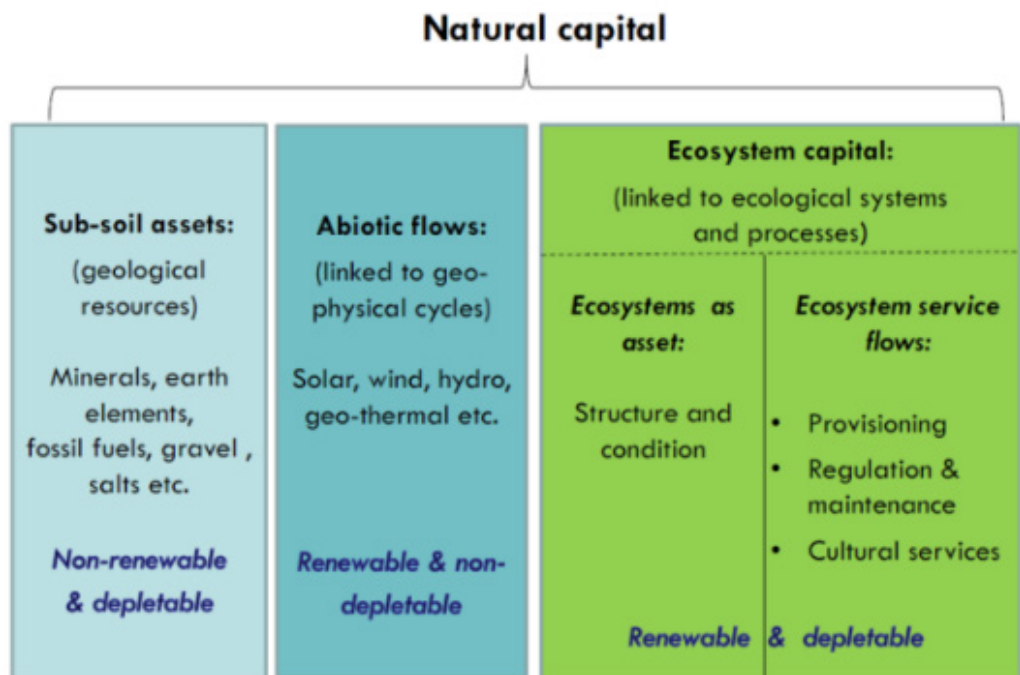 Natural capital
Sub-soil assets:
(geological
resources)
Minerals, earth
elements,
fossil fuels, gravel ,
salts etc.
Non-renewable
& depletable
Abiotic flows:
(linked to geo-
physical cycles)
Solar, wind, hydro,
geo-thermal etc.
Renewable & non-
depletable
Ecosystem capital:
(linked to ecological systems
and processes)
Ecosystems as
asset:
Structure and
condition
Ecosystem service
flows:
• Provisioning
• Regulation &
maintenance
• Cultural services
Renewable & depletable